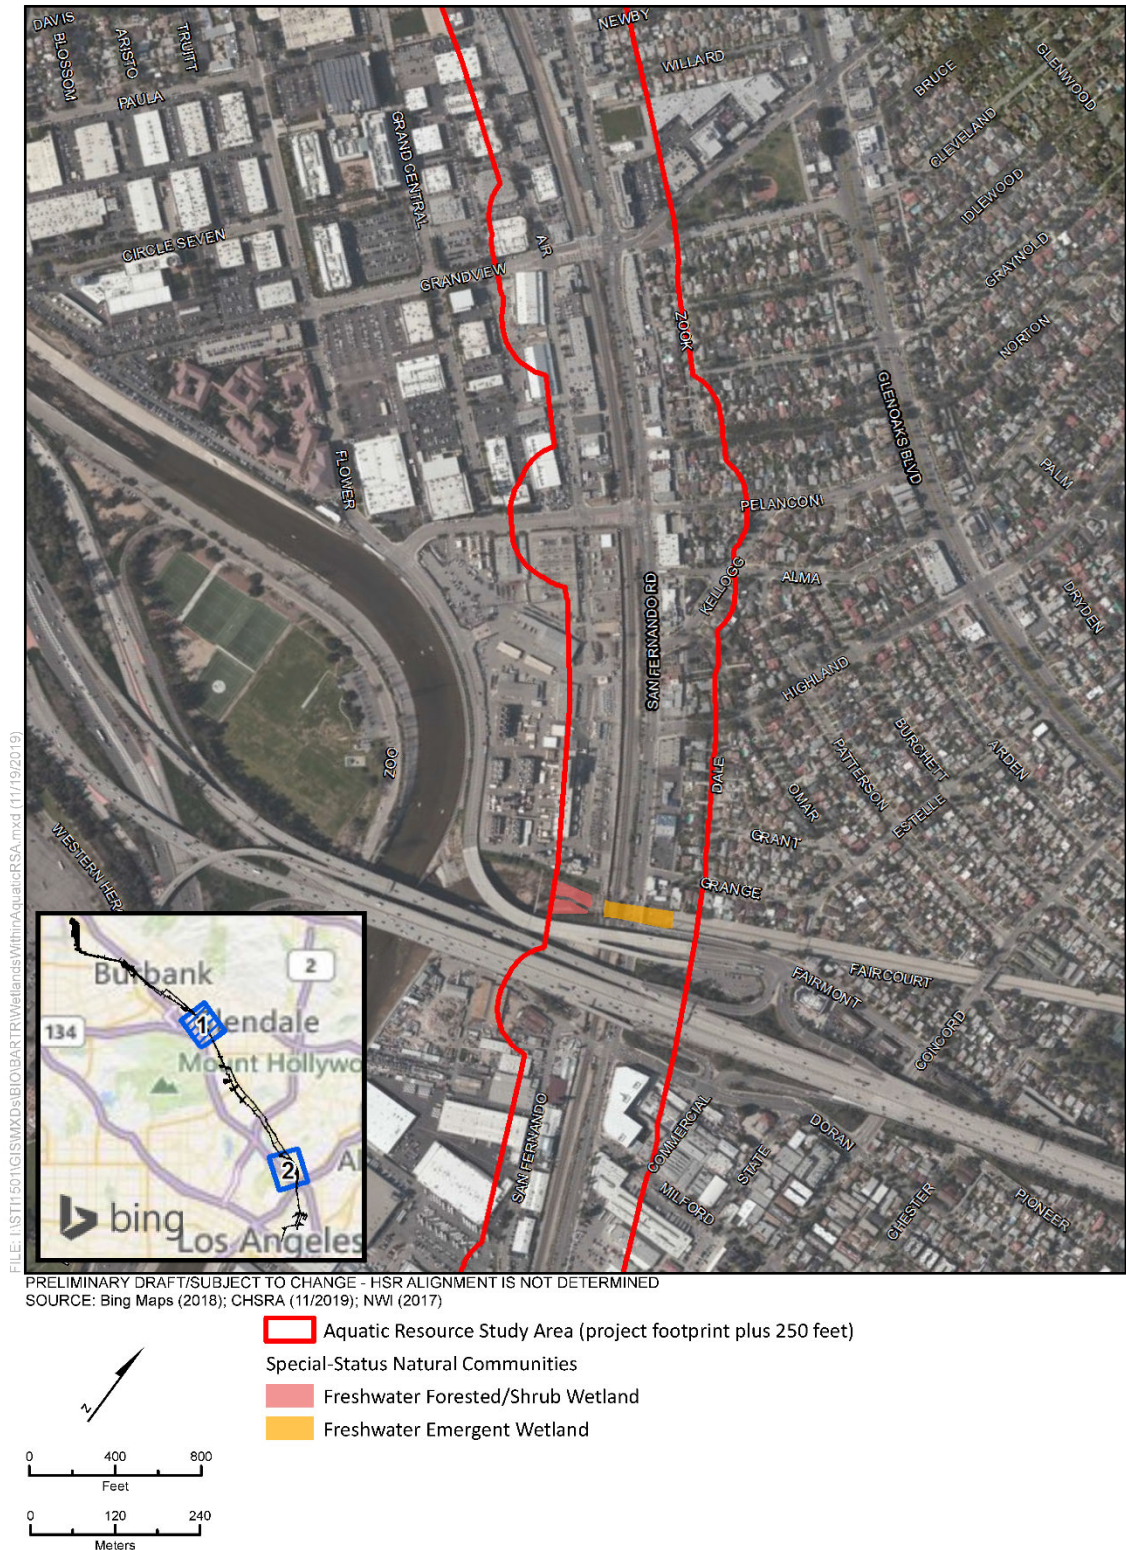 DAVIS
BLOSSOM
ARISTO
TRUITT
PAULA
NEWBY
WILLARD
BRUCE
GLENWOOD
CLEVELAND
IDLEWOOD
GRAYNOLD
NORTON
GRAND CENTRAL
CIRCLE SEVEN
AIR
GRANDVIEW
ZOOK
GLENOAKS BLVD
PALM
FLOWER
PELANCONI
KELLOGG
ALMA
DRYDEN
SAN FERNANDO RD
HIGHLAND
BURCHETT
ARDEN
PATTERSON
ESTELLE
OMAR
DALE
ZOO
GRANT
GRANGE
WESTERN HER
FAIRCOURT
FAIRMONT
CONCORD
SAN FERNANDO
COMMERCIAL
STATE
DORAN
MILFORD
CHESTER
PIONEER
Burbank
2
1
lendale
134
Mount Hollywo
2
Al
bing
Los Angeles
FILE: I:\STI1501\GIS\MXDs\BIO\BARTR\WetlandsWithinAquaticRSA.mxd (11/19/2019)
PRELIMINARY DRAFT/SUBJECT TO CHANGE - HSR ALIGNMENT IS NOT DETERMINED
SOURCE: Bing Maps (2018); CHSRA (11/2019); NWI (2017)
Aquatic Resource Study Area (project footprint plus 250 feet)
Special-Status Natural Communities
Freshwater Forested/Shrub Wetland
Freshwater Emergent Wetland
N
0 400 800
Feet
0 120 240
Meters